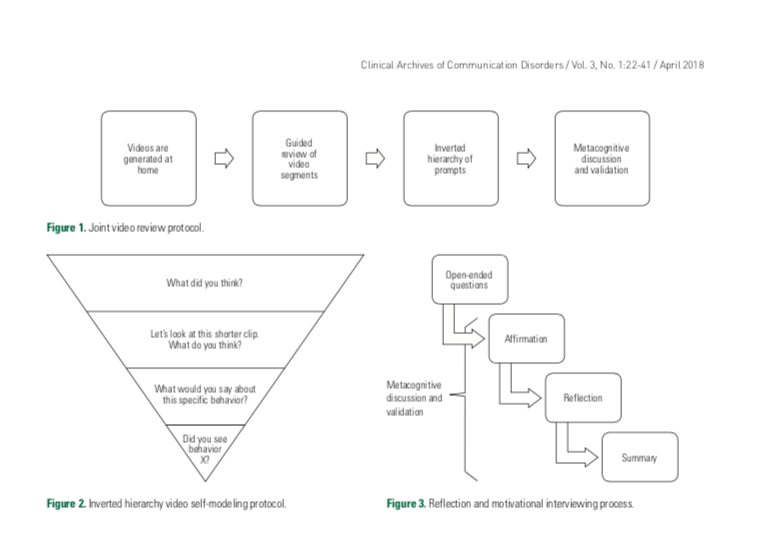 Clinical Archives of Communication Disorders / Vol. 3, No. 1:22-41 / April 2018
Videos are
generated at
home
Guided
review of
video
segments
Inverted
hierarchy of
prompts
Metacognitive
discussion
and validation
Figure 1. Joint video review protocol.
What did you think?
Let's look at this shorter clip.
What do you think?
What would you say about
this specific behavior?
Did you see
behavior
X?
Figure 2. Inverted hierarchy video self-modeling protocol.
Open-ended
questions
Affirmation
Metacognitive
discussion and
validation
Reflection
Summary
Figure 3. Reflection and motivational interviewing process.